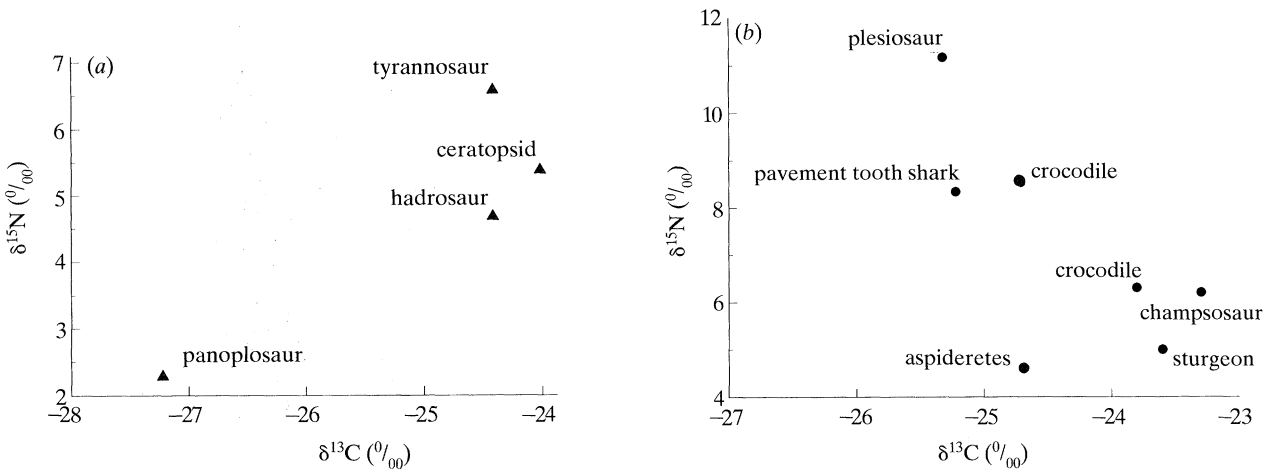 (a)
7
6
5
4
3
2
δ15N (0/00)
tyrannosaur
ceratopsid
hadrosaur
panoplosaur
–28 –27 –26 –25 –24
δ13C (0/00)
(b)
12
10
8
6
4
δ15N (0/00)
plesiosaur
pavement tooth shark
crocodile
crocodile
champsosaur
aspideretes
sturgeon
–27 –26 –25 –24 –23
δ13C (0/00)